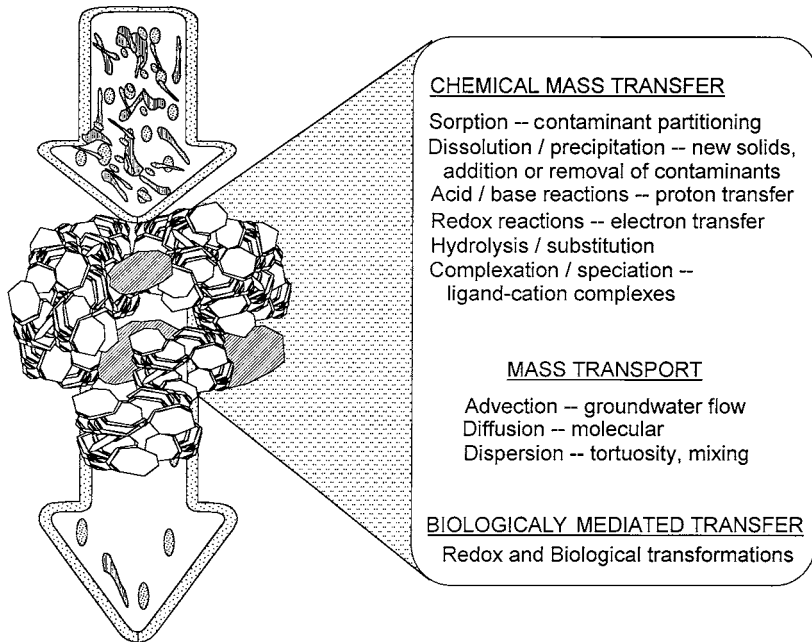 CHEMICAL MASS TRANSFER
Sorption -- contaminant partitioning
Dissolution / precipitation -- new solids,
addition or removal of contaminants
Acid / base reactions -- proton transfer
Redox reactions -- electron transfer
Hydrolysis / substitution
Complexation / speciation --
ligand-cation complexes
MASS TRANSPORT
Advection -- groundwater flow
Diffusion -- molecular
Dispersion -- tortuosity, mixing
BIOLOGICALY MEDIATED TRANSFER
Redox and Biological transformations